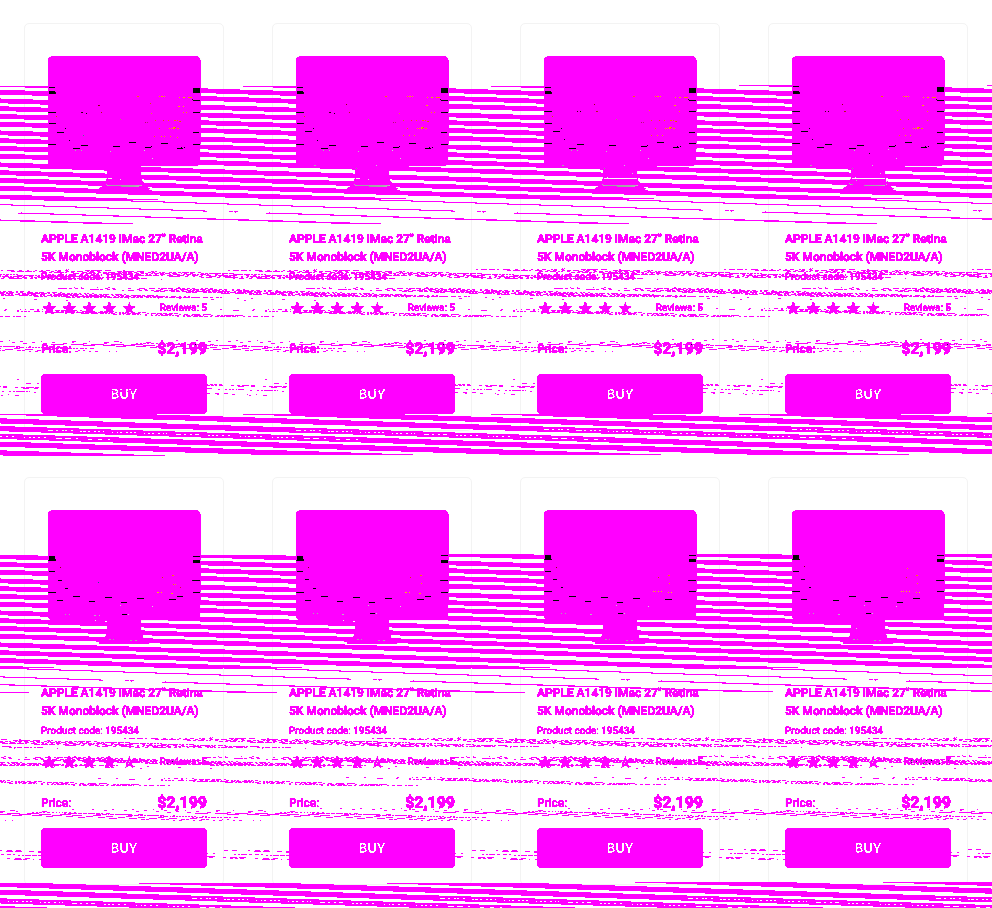 APPLE A1419 iMac 27" Retina APPLE A1419 iMac 27" Retina APPLE A1419 iMac 27" Retina APPLE A1419 iMac 27" Retina
5K Monoblock (MNED2UA/A) 5K Monoblock (MNED2UA/A) 5K Monoblock (MNED2UA/A) 5K Monoblock (MNED2UA/A)
Product code: 195434 Product code: 195434 Product code: 195434 Product code: 195434
Reviews: 5 Reviews: 5 Reviews: 5 Reviews: 5
Price: $2,199 Price: $2,199 Price: $2,199 Price: $2,199
BUY BUY BUY BUY
APPLE A1419 iMac 27" Retina APPLE A1419 iMac 27" Retina APPLE A1419 iMac 27" Retina APPLE A1419 iMac 27" Retina
5K Monoblock (MNED2UA/A) 5K Monoblock (MNED2UA/A) 5K Monoblock (MNED2UA/A) 5K Monoblock (MNED2UA/A)
Product code: 195434 Product code: 195434 Product code: 195434 Product code: 195434
Reviews: Reviews: Reviews: Reviews:
Price: $2,199 Price: $2,199 Price: $2,199 Price: $2,199
BUY BUY BUY BUY